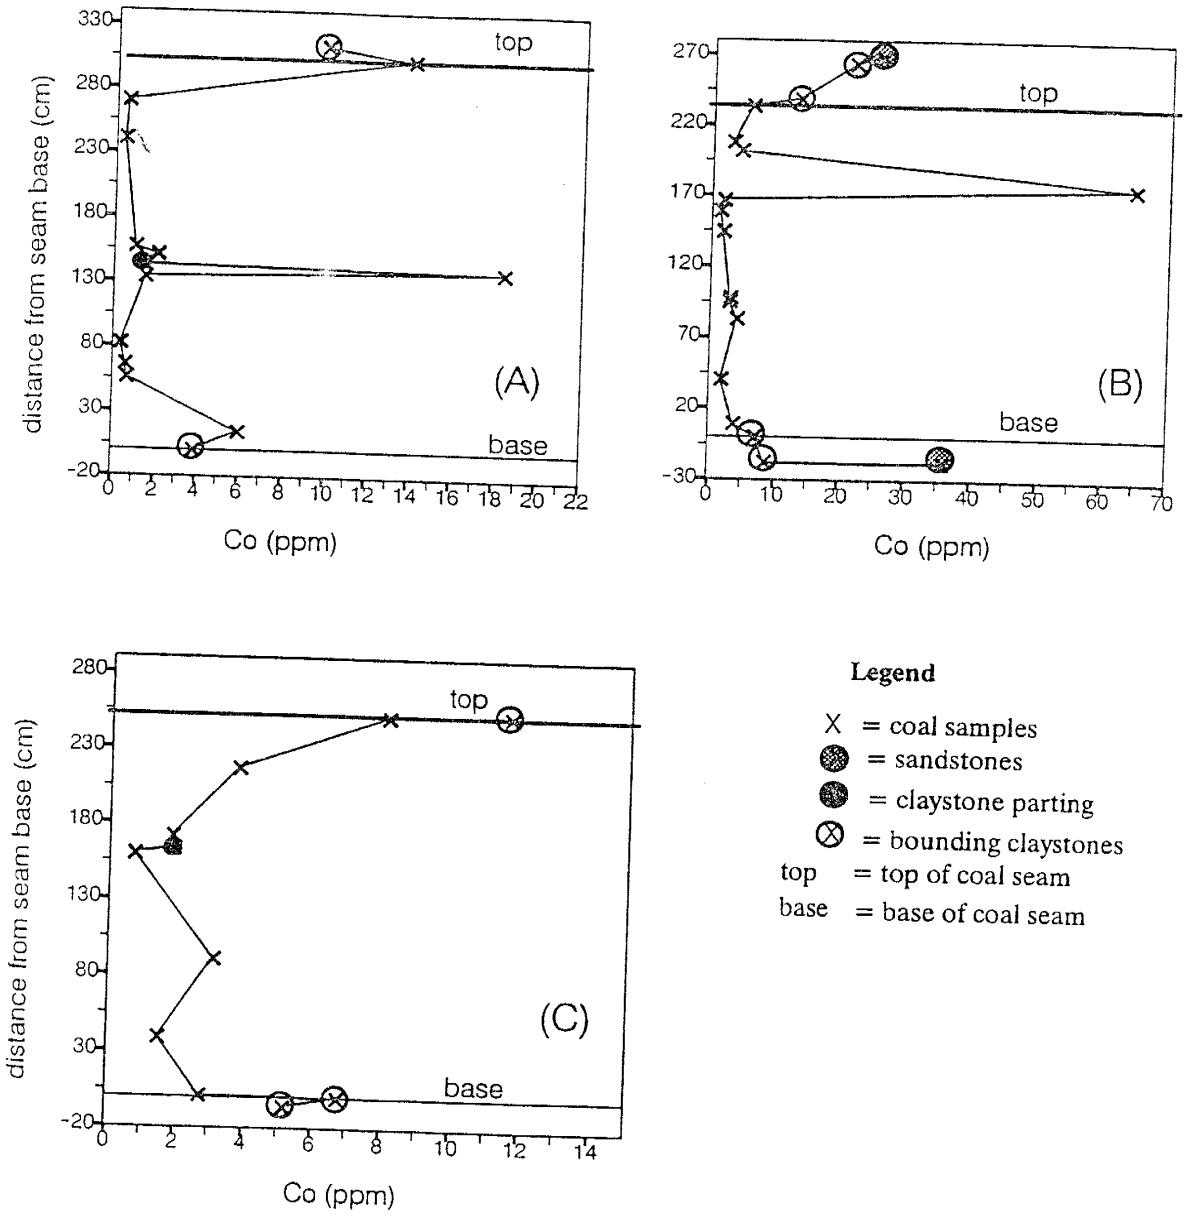 330
280
230
180
130
80
30
-20
distance from seam base (cm)
top
(A)
base
0 2 4 6 8 10 12 14 16 18 20 22
Co (ppm)
270
220
170
120
70
20
-30
top
(B)
base
0 10 20 30 40 50 60 70
Co (ppm)
280
230
180
130
80
30
-20
distance from seam base (cm)
top
(C)
base
0 2 4 6 8 10 12 14
Co (ppm)
Legend
X = coal samples
= sandstones
= claystone parting
= bounding claystones
top = top of coal seam
base = base of coal seam